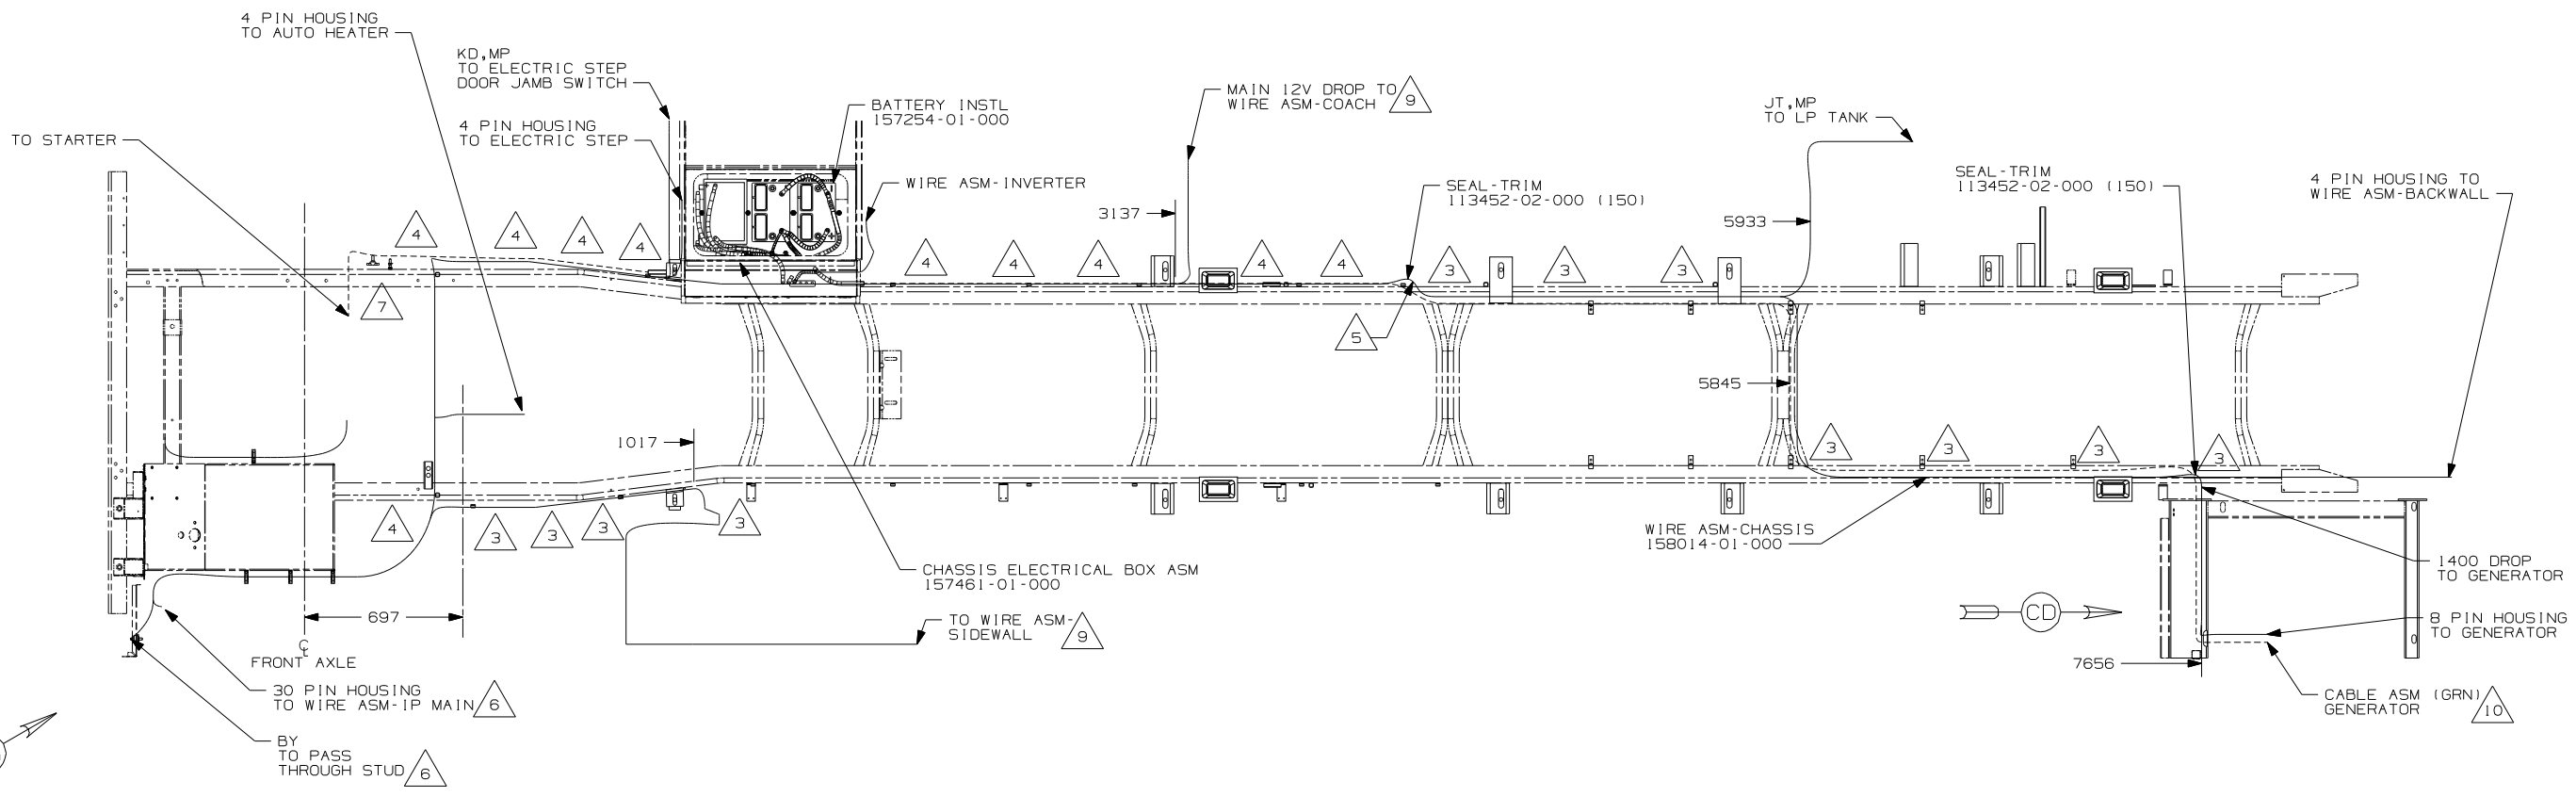 4 PIN HOUSING
TO AUTO HEATER
KD,MP
TO ELECTRIC STEP
DOOR JAMB SWITCH
BATTERY INSTL
157254-01-000
MAIN 12V DROP TO
WIRE ASM-COACH 9
JT,MP
TO LP TANK
TO STARTER
4 PIN HOUSING
TO ELECTRIC STEP
WIRE ASM-INVERTER
SEAL-TRIM
113452-02-000 (150)
SEAL-TRIM
113452-02-000 (150)
4 PIN HOUSING TO
WIRE ASM-BACKWALL
3137
5933
4
4
4
4
4
4
4
4
4
3
3
3
7
5
5845
1017
3
3
3
3
4
3
3
3
3
WIRE ASM-CHASSIS
158014-01-000
CHASSIS ELECTRICAL BOX ASM
157461-01-000
1400 DROP
TO GENERATOR
697
TO WIRE ASM-
SIDEWALL 9
CD
8 PIN HOUSING
TO GENERATOR
C
L
FRONT AXLE
7656
30 PIN HOUSING
TO WIRE ASM-IP MAIN 6
CABLE ASM (GRN)
GENERATOR 10
BY
TO PASS
THROUGH STUD 6